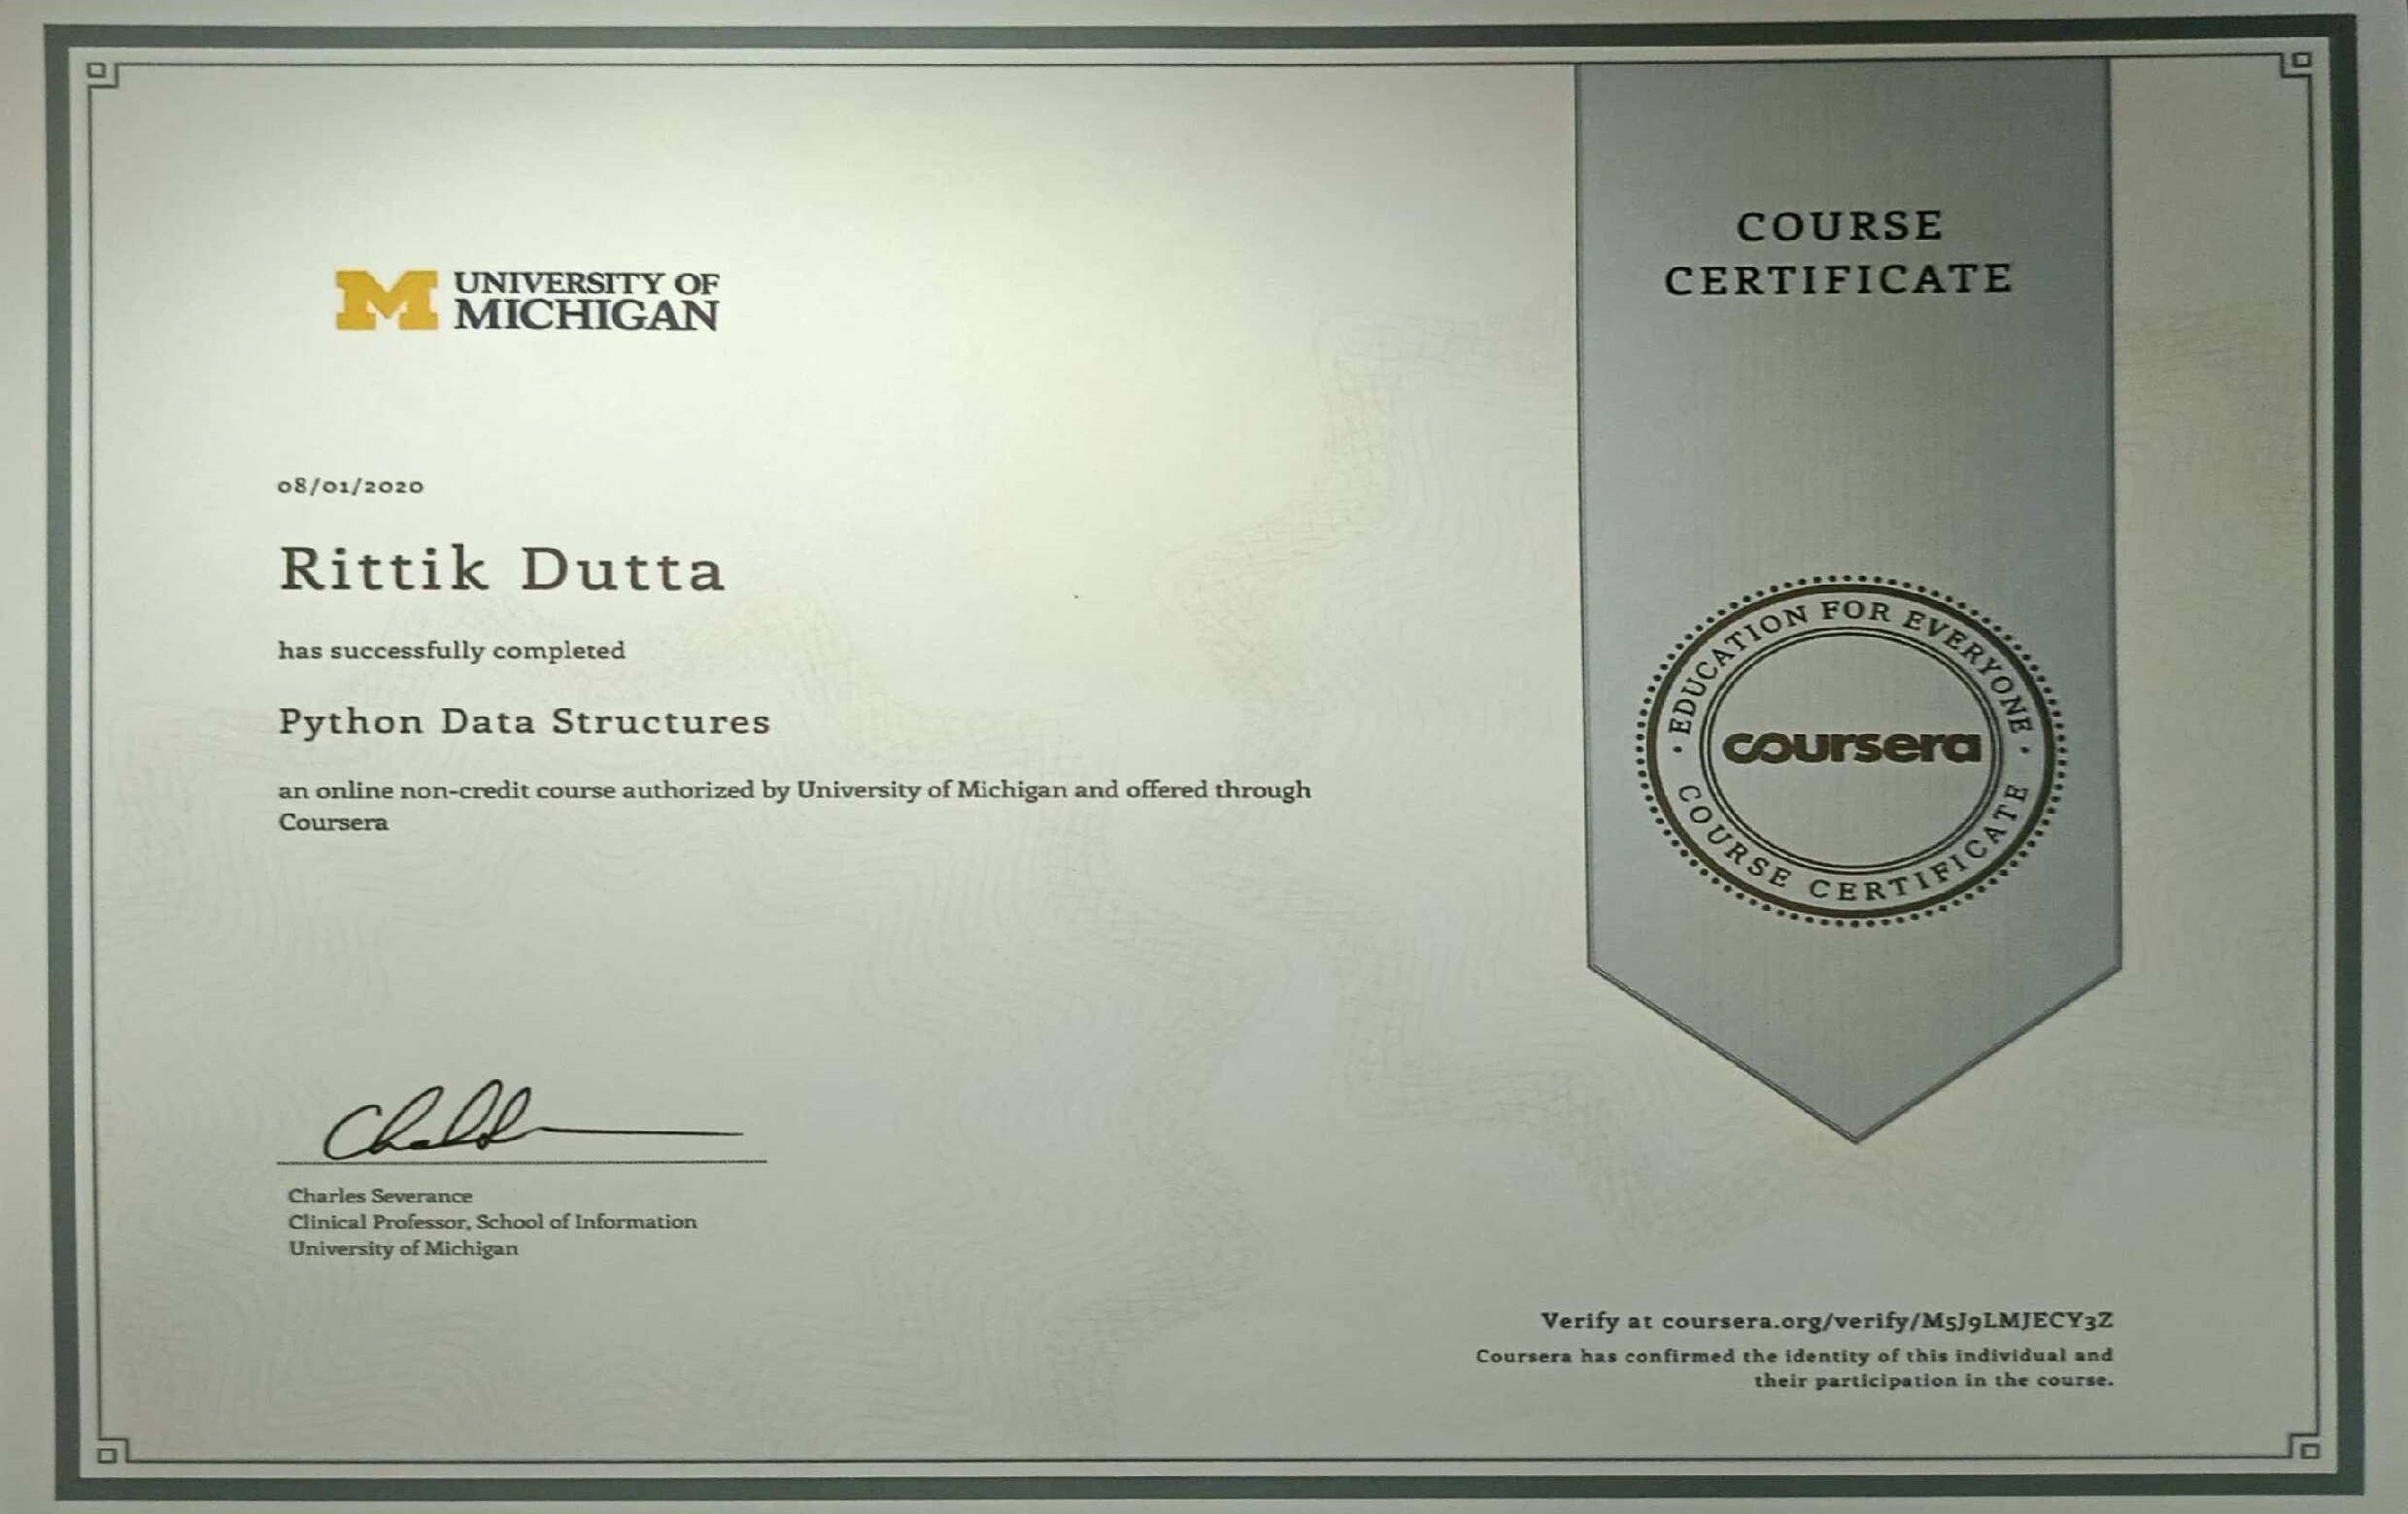 UNIVERSITY OF
MICHIGAN
08/01/2020
Rittik Dutta
has successfully completed
Python Data Structures
an online non-credit course authorized by University of Michigan and offered through
Coursera
Charles Severance
Clinical Professor, School of Information
University of Michigan
COURSE
CERTIFICATE
EDUCATION FOR EVERYONE
coursera
COURSE CERTIFICATE
Verify at coursera.org/verify/M5J9LMJECY3Z
Coursera has confirmed the identity of this individual and
their participation in the course.